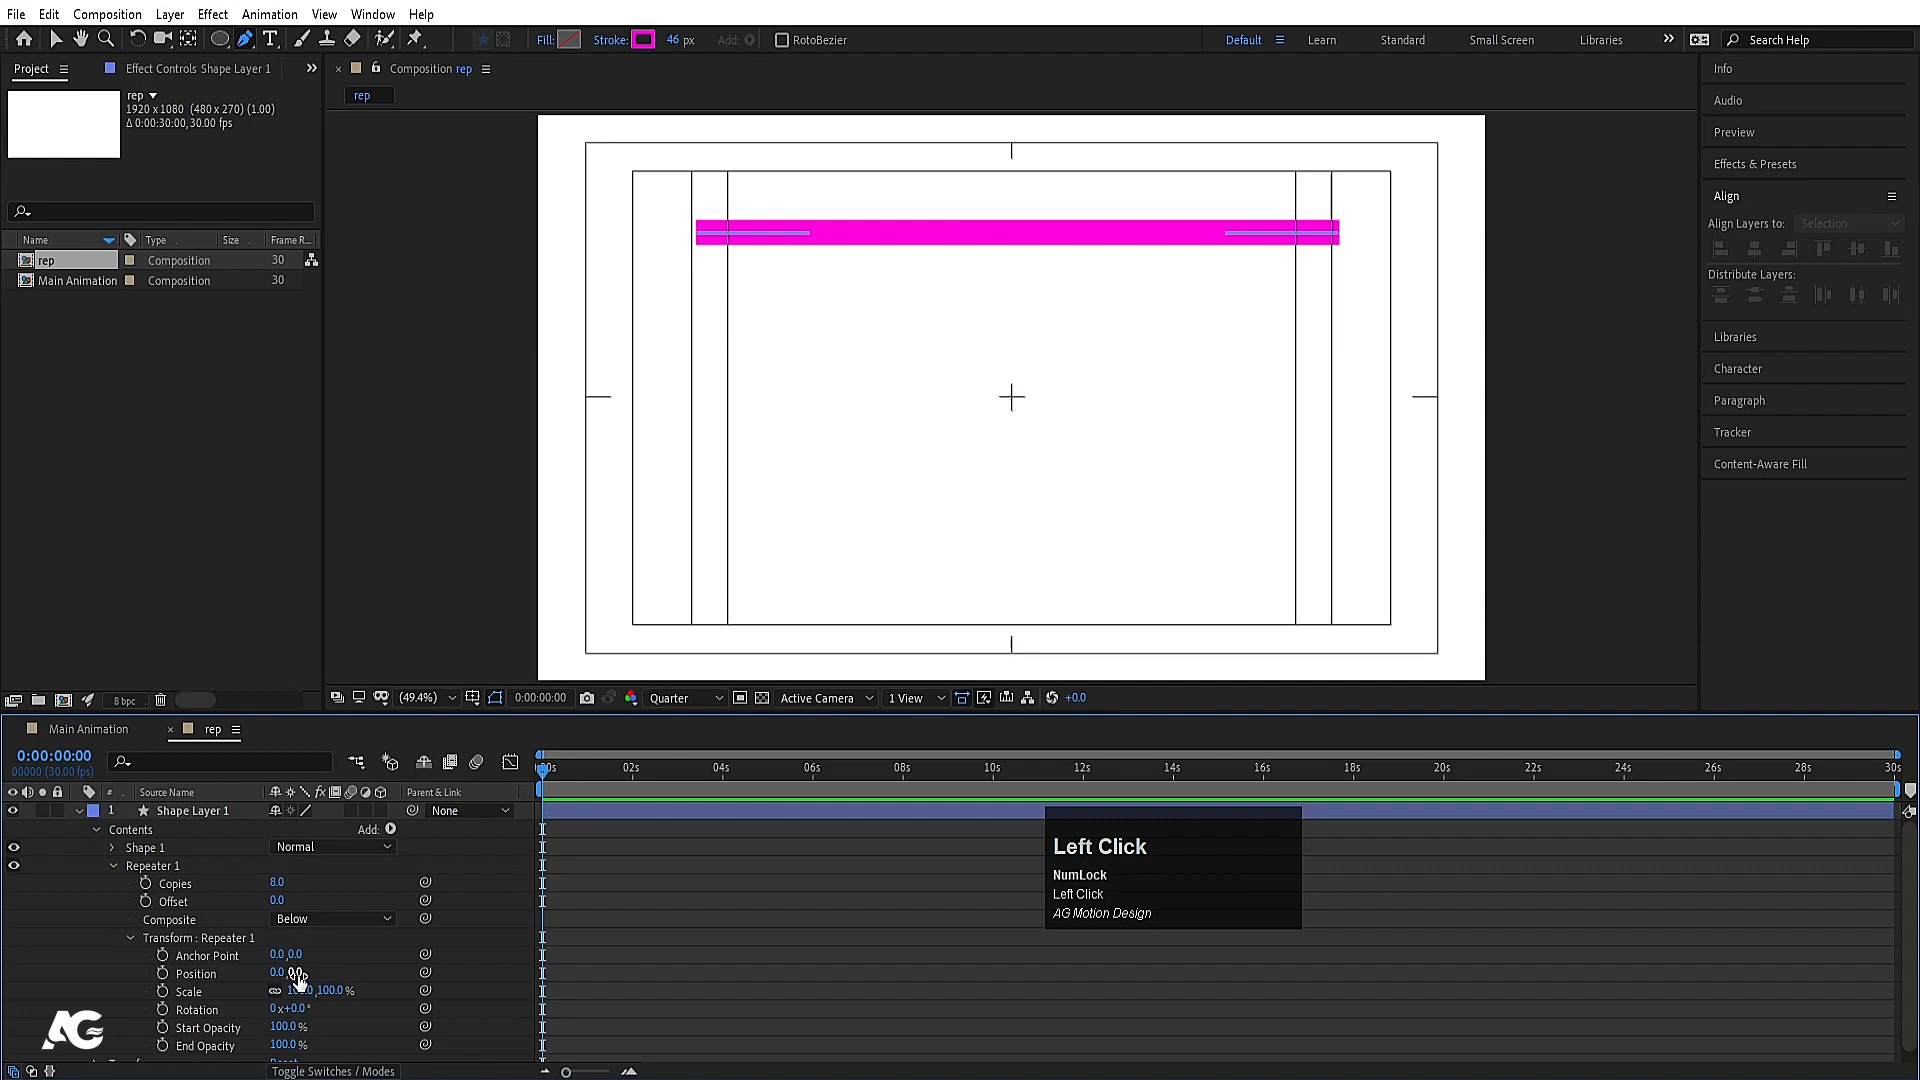 File Edit Composition Layer Effect Animation View Window Help
Fill: Stroke: 46 px Add: RotoBezier Default Learn Standard Small Screen Libraries Search Help
Project Effect Controls Shape Layer 1 Composition rep Info
rep
1920 x 1080 (480 x 270) (1.00)
Δ 0:00:30:00, 30.00 fps
rep
Audio
Preview
Effects & Presets
Align
Align Layers to: Selection
Distribute Layers:
Libraries
Character
Paragraph
Tracker
Content-Aware Fill
Name Type Size Frame R...
rep Composition 30
Main Animation Composition 30
8 bpc (49.4%) 0:00:00:00 Quarter Active Camera 1 View +0.0
Main Animation rep
0:00:00:00
00000 (30.00 fps)
02s 04s 06s 08s 10s 12s 14s 16s 18s 20s 22s 24s 26s 28s 30s
# Source Name Parent & Link
1 Shape Layer 1 None
Contents Add:
Shape 1 Normal
Repeater 1
Copies 8.0
Offset 0.0
Composite Below
Transform : Repeater 1
Anchor Point 0.0,0.0
Position 0.0,
Scale ,100.0 %
Rotation 0x+0.0°
Start Opacity 100.0 %
End Opacity 100.0 %
Toggle Switches / Modes
Left Click
NumLock
Left Click
AG Motion Design
AG